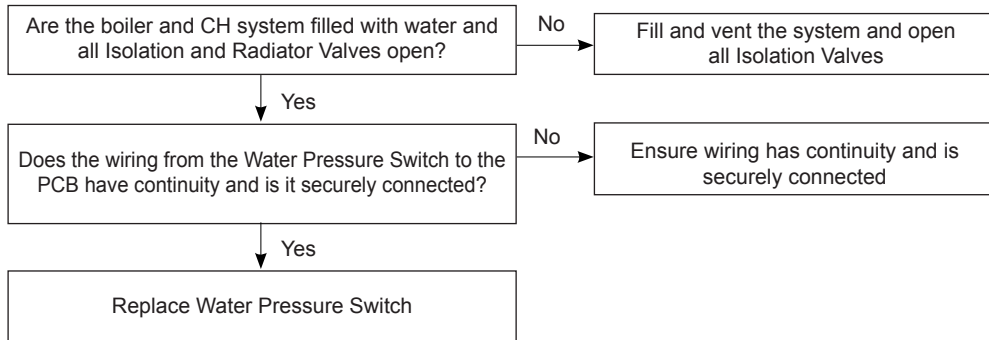 Are the boiler and CH system filled with water and
all Isolation and Radiator Valves open?
No
Fill and vent the system and open
all Isolation Valves
Yes
Does the wiring from the Water Pressure Switch to the
PCB have continuity and is it securely connected?
No
Ensure wiring has continuity and is
securely connected
Yes
Replace Water Pressure Switch